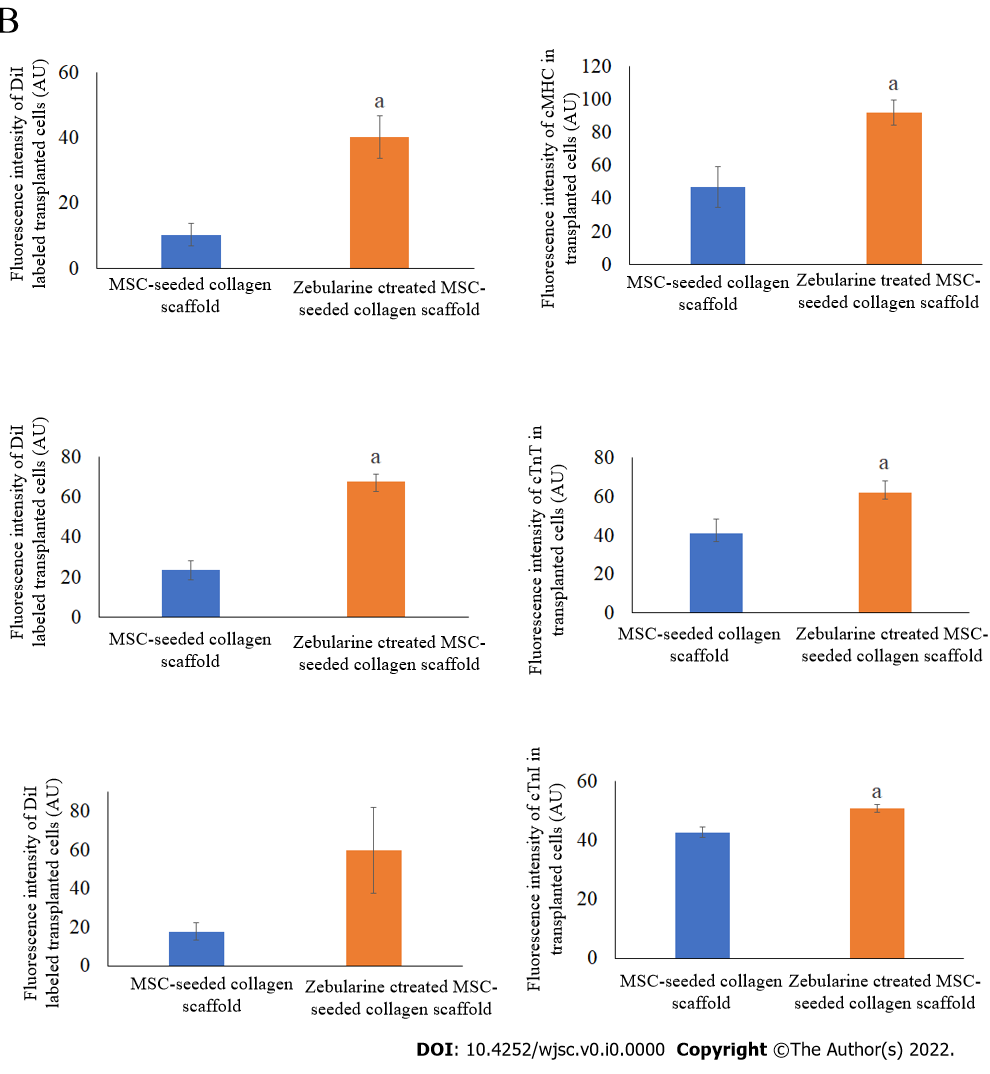 B
Fluorescence intensity of DiI
labeled transplanted cells (AU)
60
40
20
0
a
MSC-seeded collagen
scaffold
Zebularine ctreated MSC-
seeded collagen scaffold
Fluorescence intensity of cMHC in
transplanted cells (AU)
120
100
80
60
40
20
0
a
MSC-seeded collagen
scaffold
Zebularine treated MSC-
seeded collagen scaffold
Fluorescence intensity of DiI
labeled transplanted cells (AU)
80
60
40
20
0
a
MSC-seeded collagen
scaffold
Zebularine ctreated MSC-
seeded collagen scaffold
Fluorescence intensity of cTnT in
transplanted cells (AU)
80
60
40
20
0
a
MSC-seeded collagen
scaffold
Zebularine ctreated MSC-
seeded collagen scaffold
Fluorescence intensity of DiI
labeled transplanted cells (AU)
80
60
40
20
0
MSC-seeded collagen
scaffold
Zebularine ctreated MSC-
seeded collagen scaffold
Fluorescence intensity of cTnI in
transplanted cells (AU)
60
40
20
0
a
MSC-seeded collagen
scaffold
Zebularine ctreated MSC-
seeded collagen scaffold
DOI: 10.4252/wjsc.v0.i0.0000 Copyright ©The Author(s) 2022.